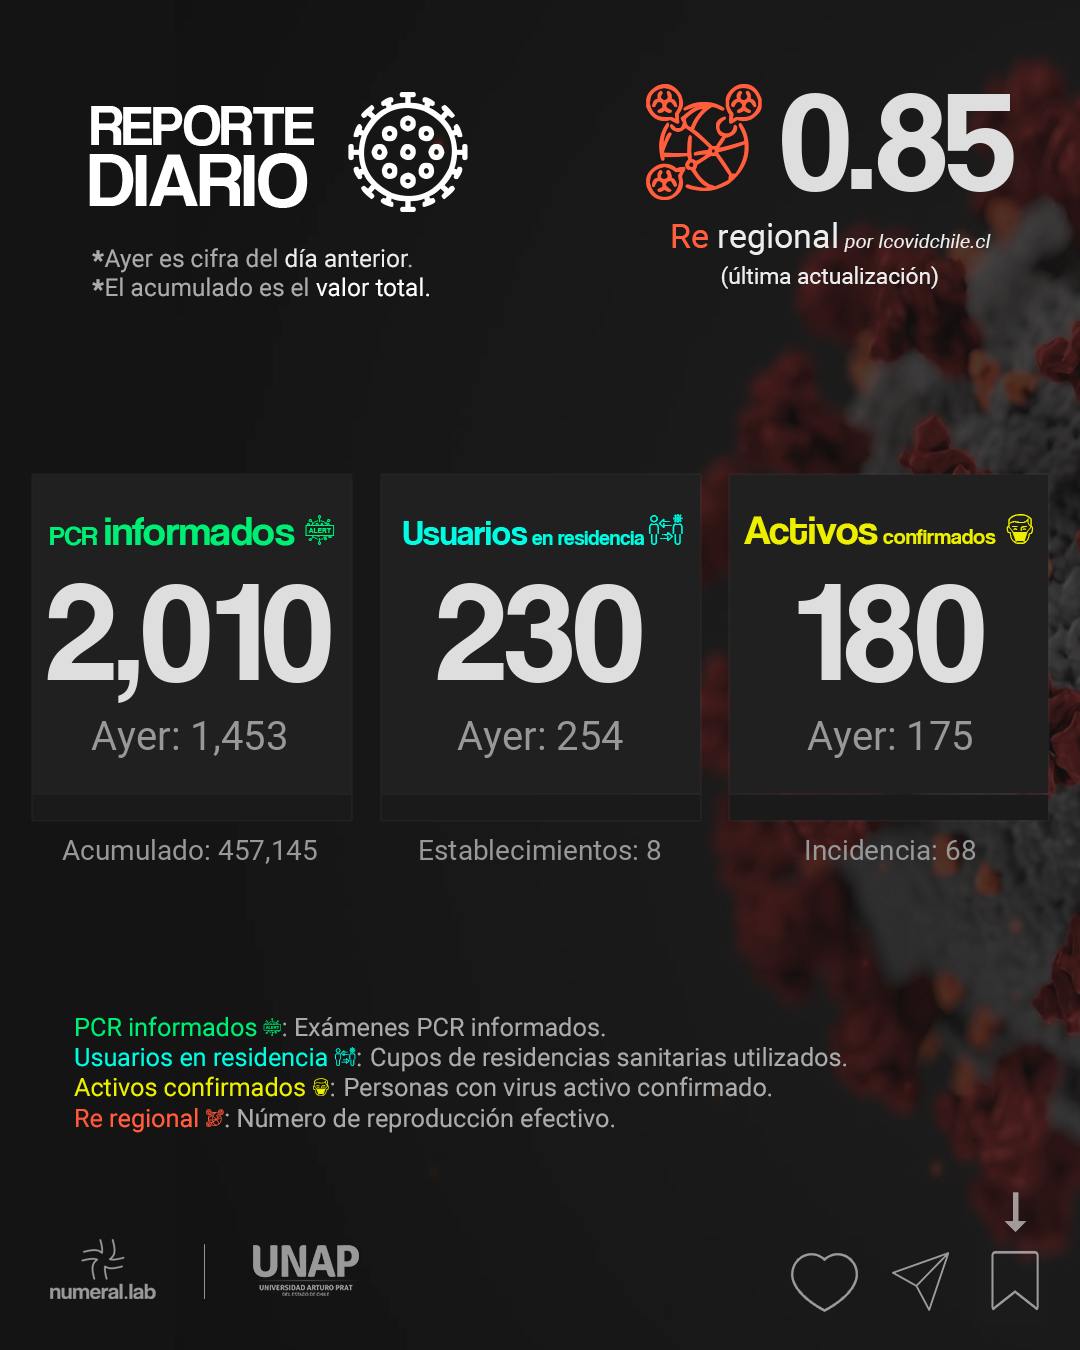 REPORTE
DIARIO
*Ayer es cifra del día anterior.
*El acumulado es el valor total.
0.85
Re regional por Icovidchile.cl
(última actualización)
PCR informados ALERT
2,010
Ayer: 1,453
Acumulado: 457,145
Usuarios en residencia
230
Ayer: 254
Establecimientos: 8
Activos confirmados
180
Ayer: 175
Incidencia: 68
PCR informados ALERT: Exámenes PCR informados.
Usuarios en residencia : Cupos de residencias sanitarias utilizados.
Activos confirmados : Personas con virus activo confirmado.
Re regional : Número de reproducción efectivo.
numeral.lab
UNAP
UNIVERSIDAD ARTURO PRAT
DEL ESTADO DE CHILE